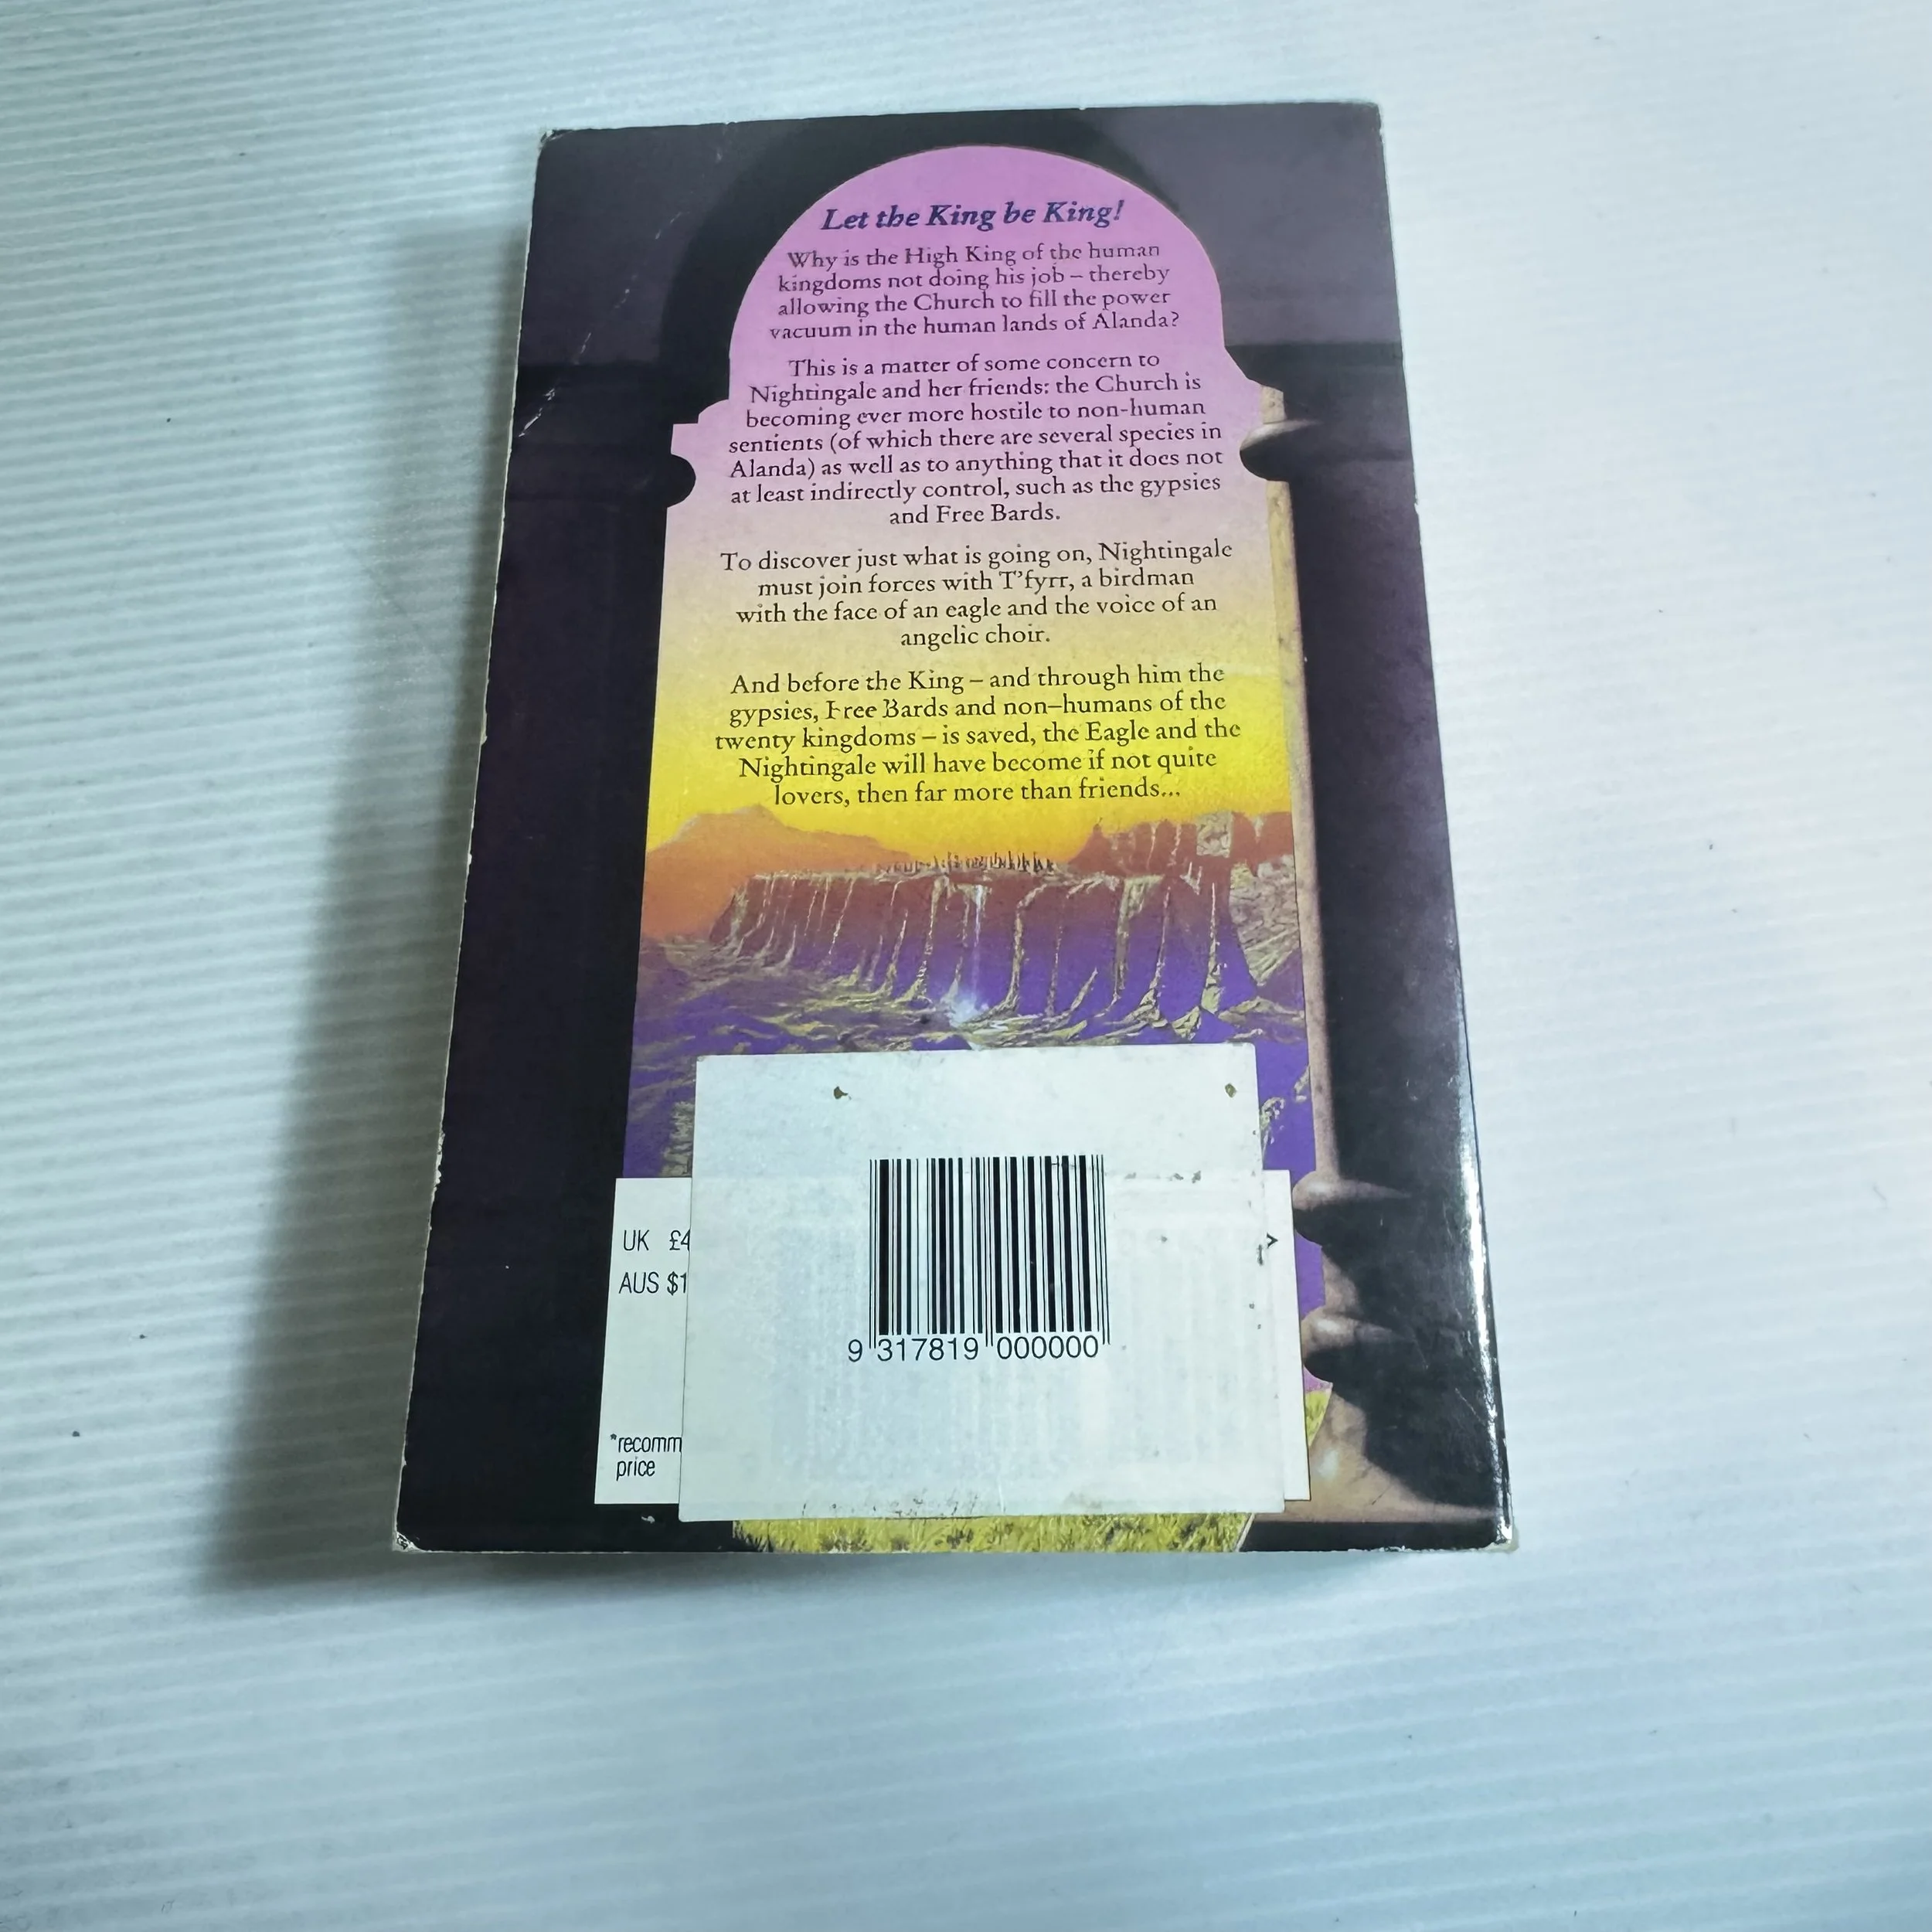 Let the King be King!
Why is the High King of the human
kingdoms not doing his job – thereby
allowing the Church to fill the power
vacuum in the human lands of Alanda?
This is a matter of some concern to
Nightingale and her friends: the Church is
becoming ever more hostile to non-human
sentients (of which there are several species in
Alanda) as well as to anything that it does not
at least indirectly control, such as the gypsies
and Free Bards.
To discover just what is going on, Nightingale
must join forces with T'fyrr, a birdman
with the face of an eagle and the voice of an
angelic choir.
And before the King – and through him the
gypsies, Free Bards and non–humans of the
twenty kingdoms – is saved, the Eagle and the
Nightingale will have become if not quite
lovers, then far more than friends...
UK £4
AUS $1
>
9 317819 000000
*recomm
price